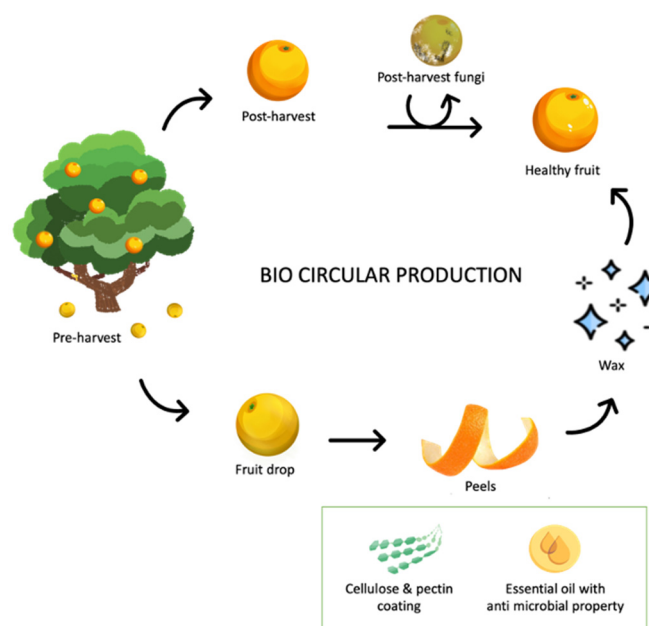 Post-harvest fungi
Post-harvest
Healthy fruit
BIO CIRCULAR PRODUCTION
Pre-harvest
Wax
Fruit drop
Peels
Cellulose & pectin
coating
Essential oil with
anti microbial property